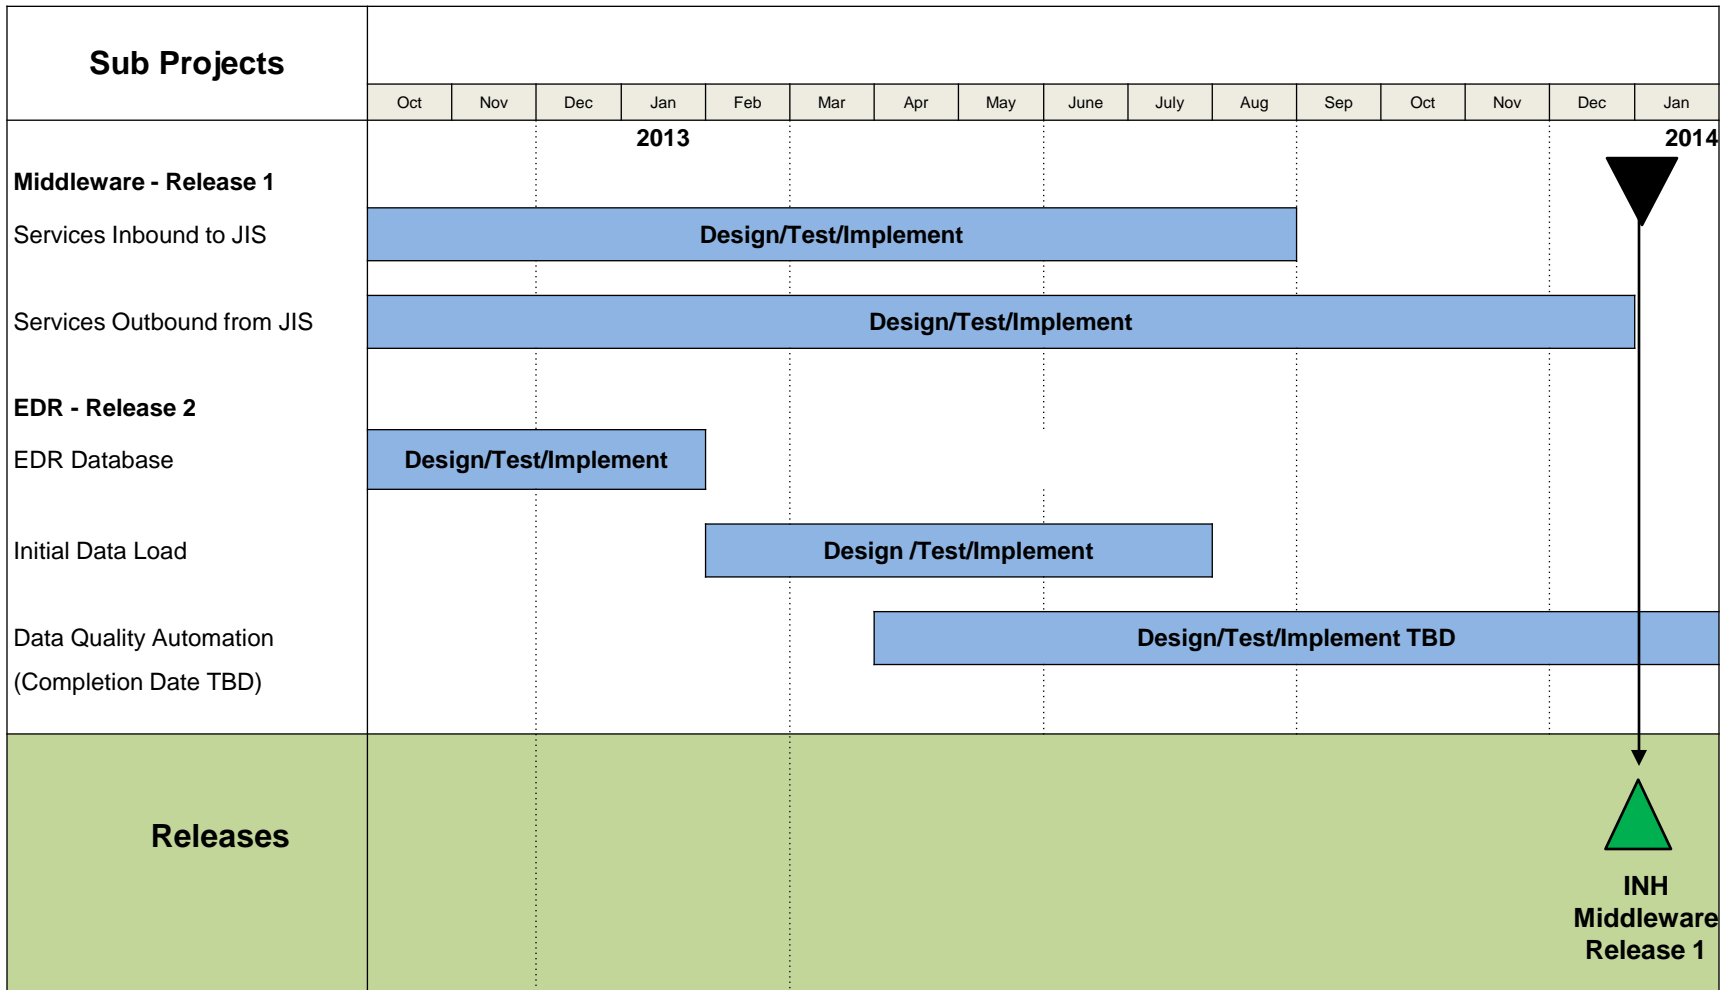 Sub Projects
Oct Nov Dec Jan Feb Mar Apr May June July Aug Sep Oct Nov Dec Jan
2013 2014
Middleware - Release 1
Services Inbound to JIS Design/Test/Implement
Services Outbound from JIS Design/Test/Implement
EDR - Release 2
EDR Database Design/Test/Implement
Initial Data Load Design /Test/Implement
Data Quality Automation Design/Test/Implement TBD
(Completion Date TBD)
Releases
INH
Middleware
Release 1